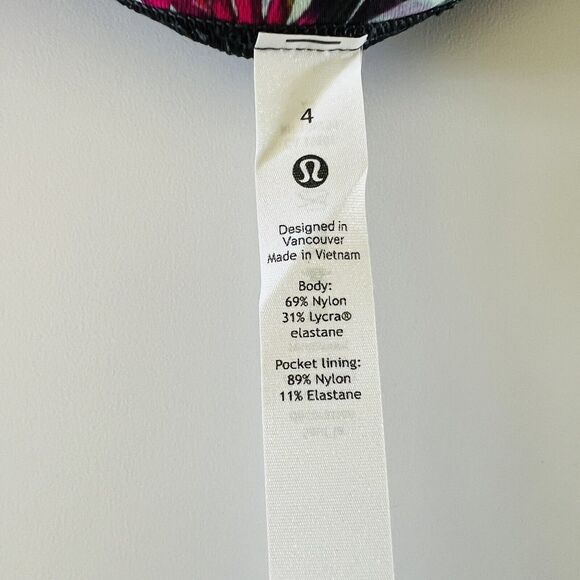 4
Designed in
Vancouver
Made in Vietnam
Body:
69% Nylon
31% Lycra®
elastane
Pocket lining:
89% Nylon
11% Elastane